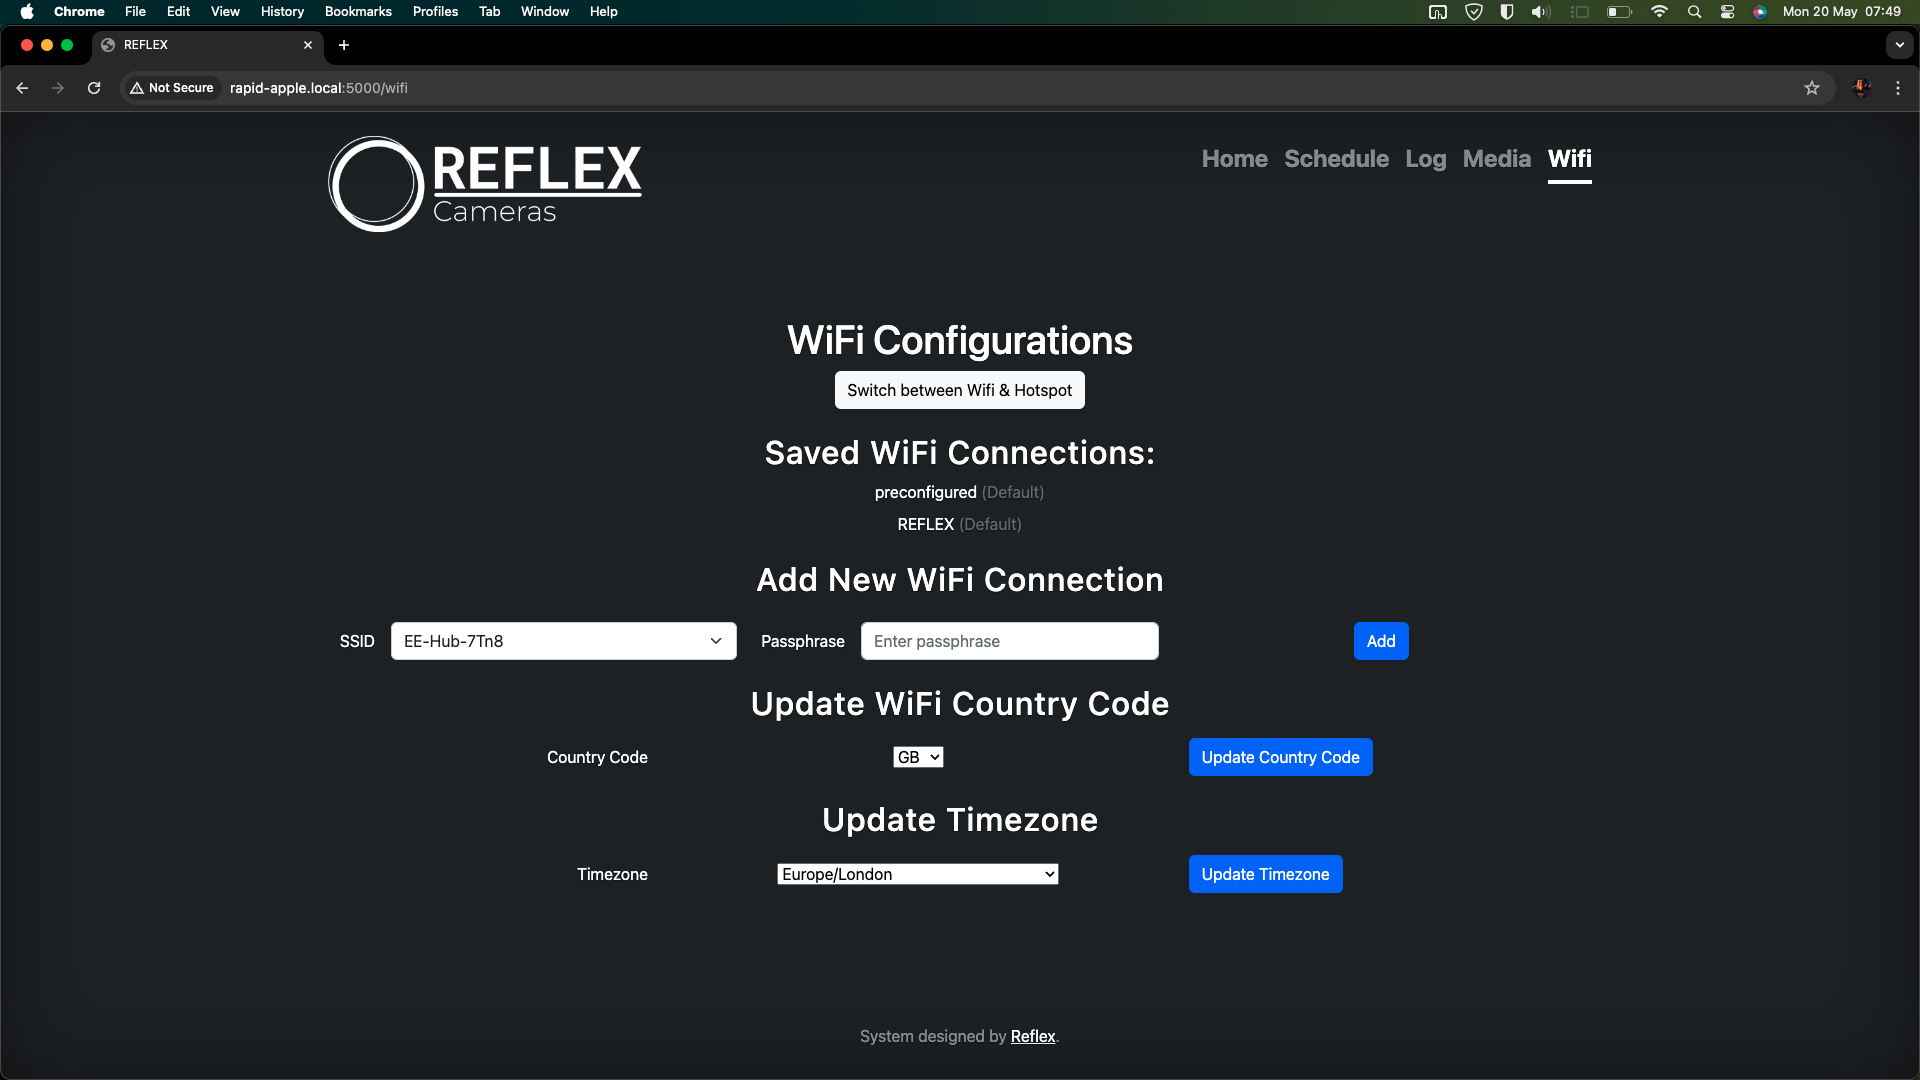 Chrome File Edit View History Bookmarks Profiles Tab Window Help Mon 20 May 07:49
REFLEX
Not Secure rapid-apple.local:5000/wifi
REFLEX
Cameras
Home Schedule Log Media Wifi
WiFi Configurations
Switch between Wifi & Hotspot
Saved WiFi Connections:
preconfigured (Default)
REFLEX (Default)
Add New WiFi Connection
SSID EE-Hub-7Tn8 Passphrase Enter passphrase Add
Update WiFi Country Code
Country Code GB Update Country Code
Update Timezone
Timezone Europe/London Update Timezone
System designed by Reflex.